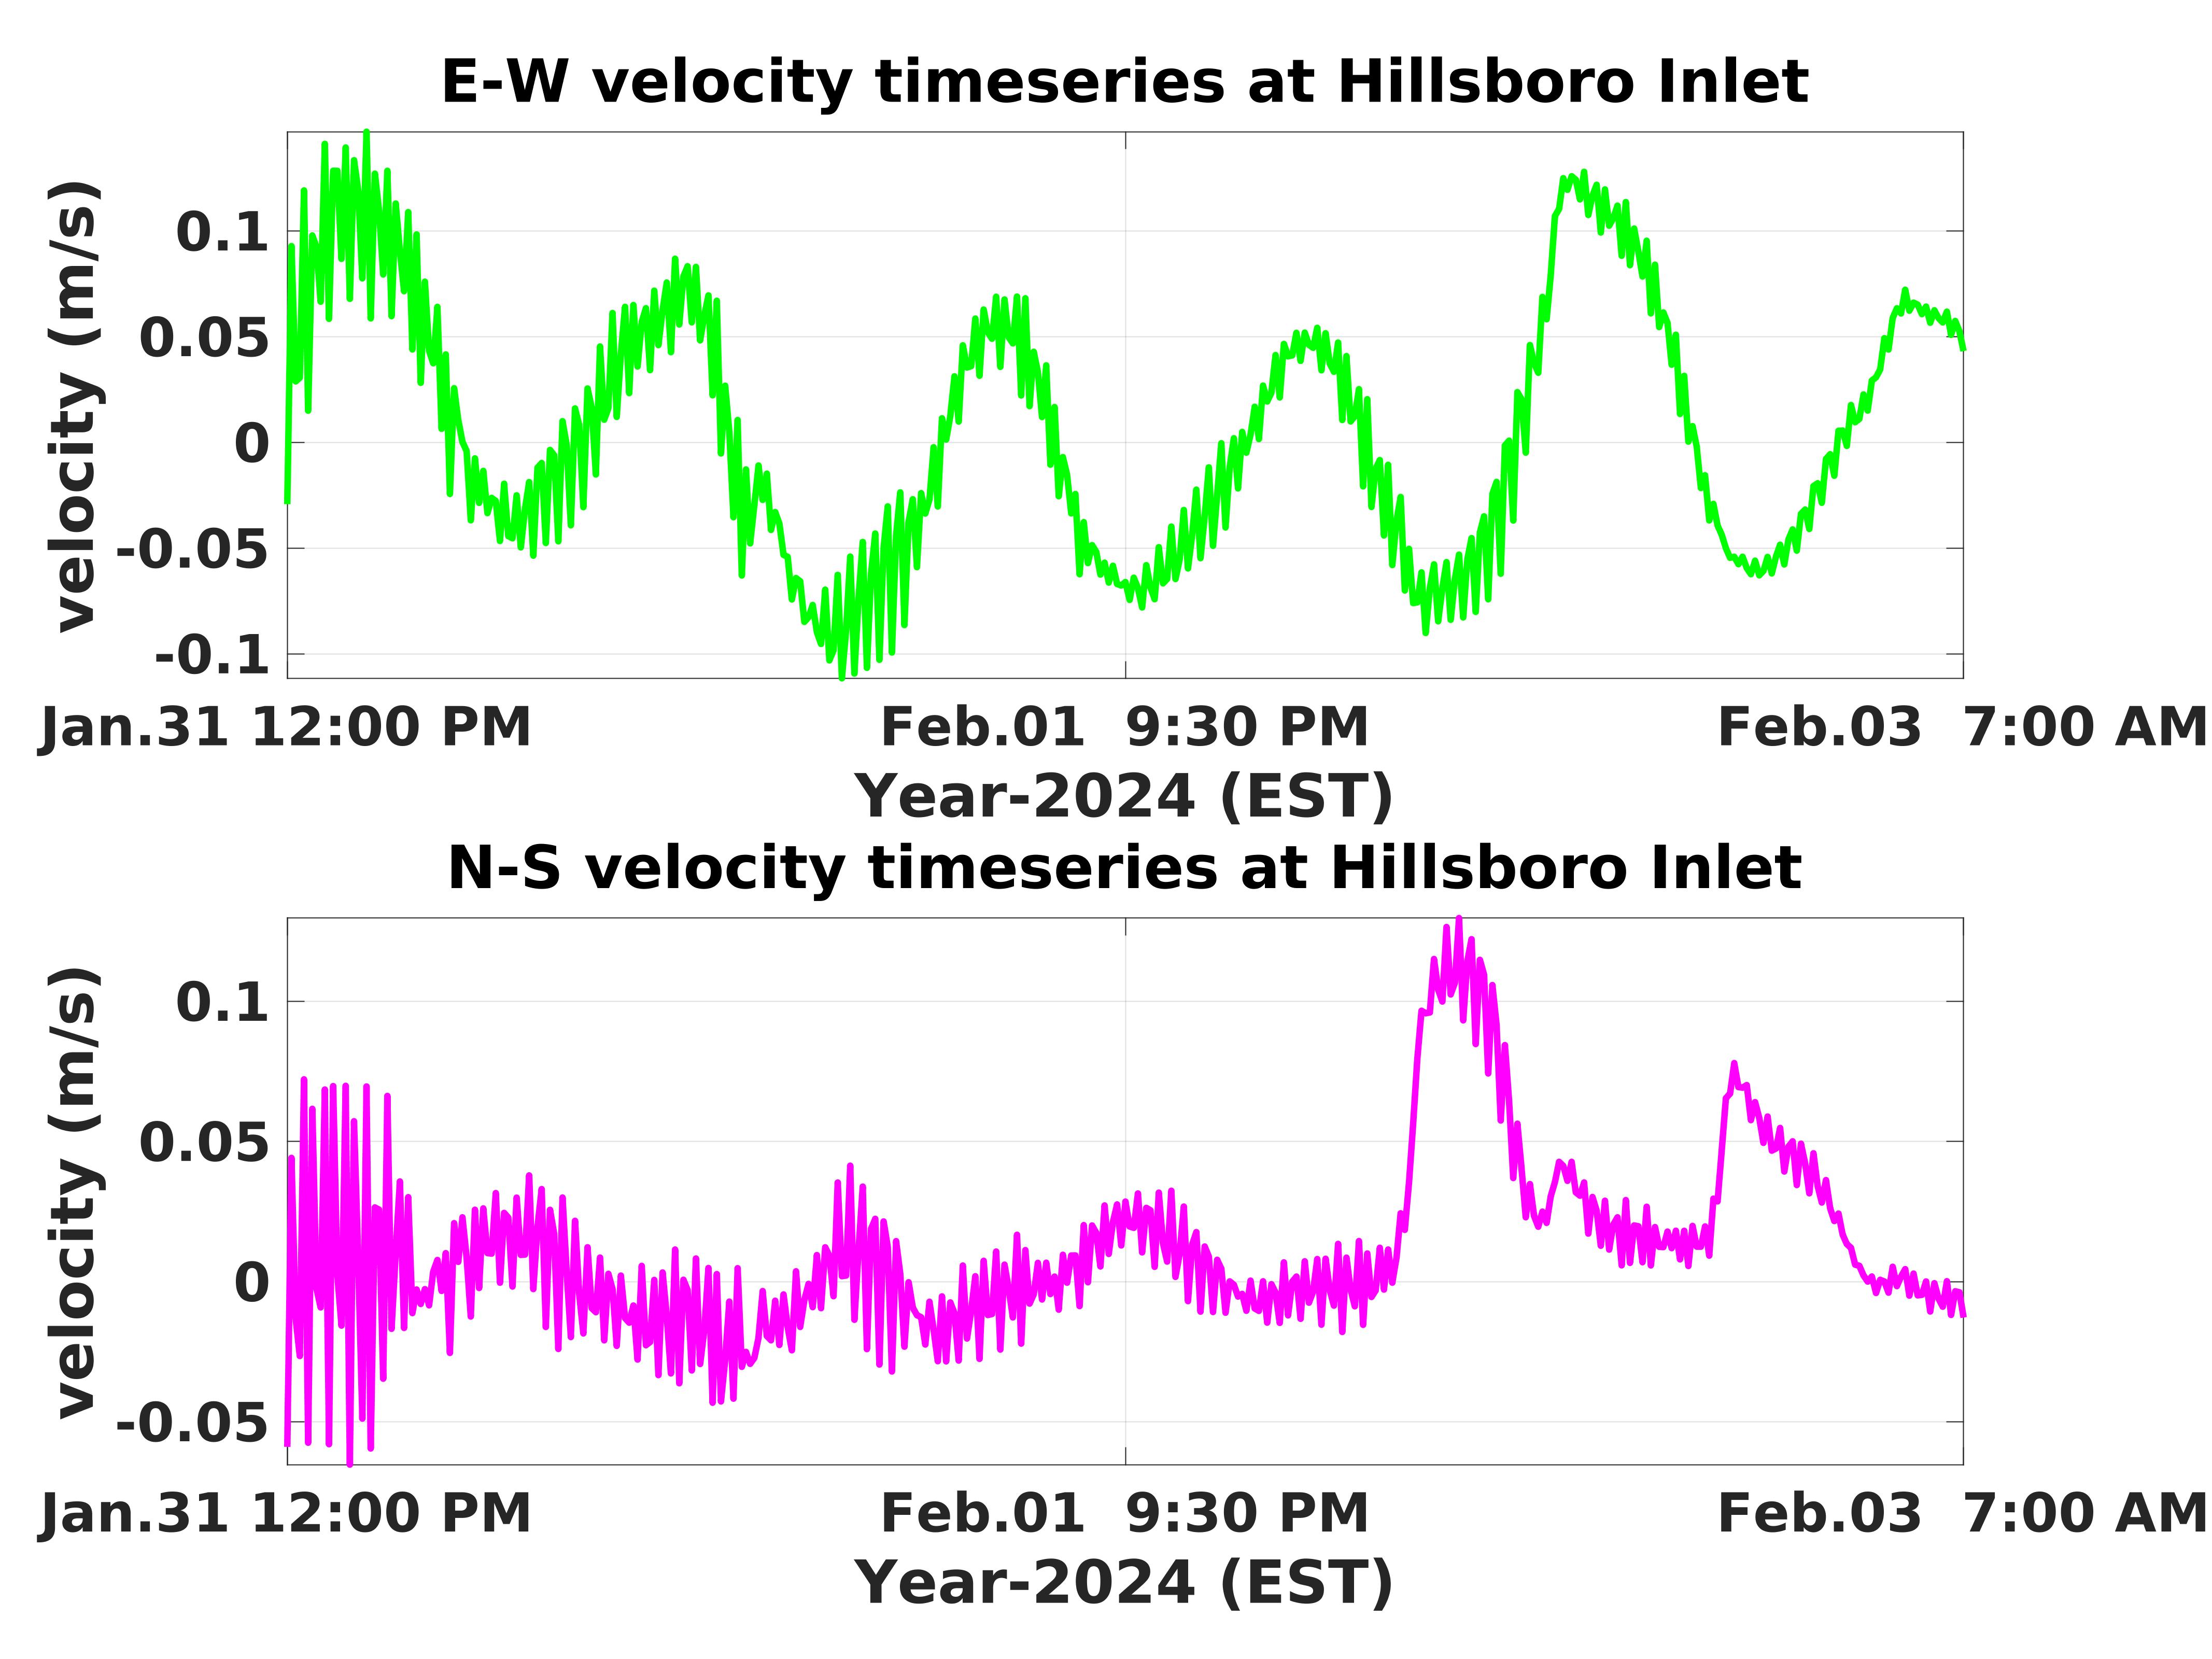 E-W velocity timeseries at Hillsboro Inlet
velocity (m/s)
0.1
0.05
0
-0.05
-0.1
Jan.31 12:00 PM
Feb.01 9:30 PM
Feb.03 7:00 AM
Year-2024 (EST)
N-S velocity timeseries at Hillsboro Inlet
velocity (m/s)
0.1
0.05
0
-0.05
Jan.31 12:00 PM
Feb.01 9:30 PM
Feb.03 7:00 AM
Year-2024 (EST)